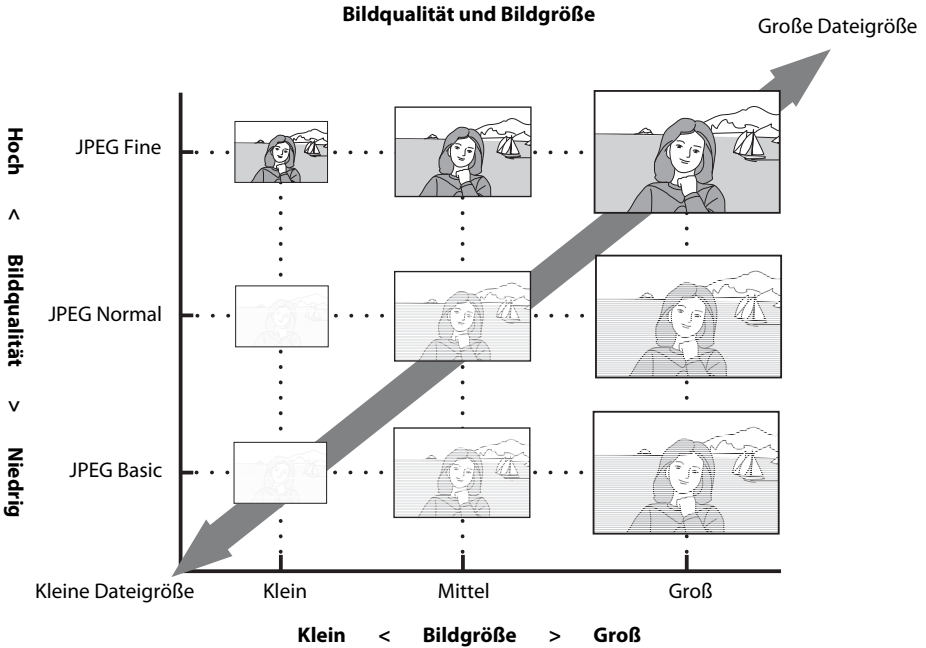 Bildqualität und Bildgröße
Große Dateigröße
Hoch < Bildqualität > Niedrig
JPEG Fine
JPEG Normal
JPEG Basic
Kleine Dateigröße
Klein
Mittel
Groß
Klein < Bildgröße > Groß